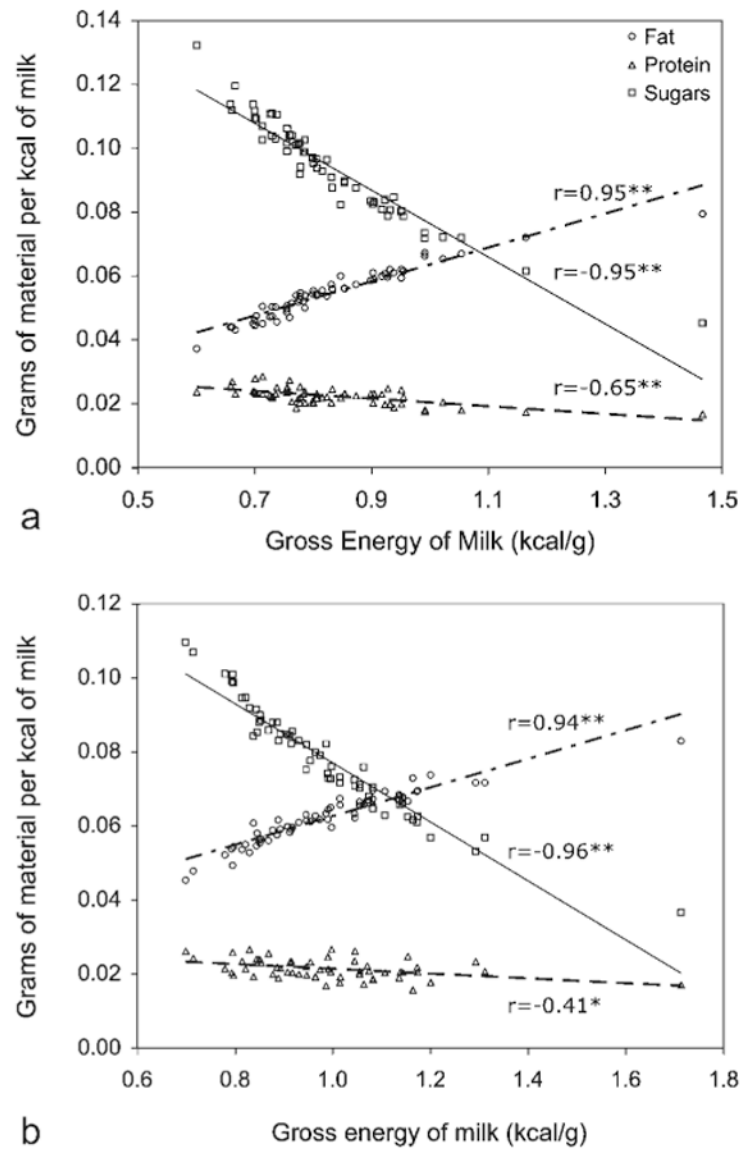 0.14
0.12
0.10
0.08
0.06
0.04
0.02
0.00
Grams of material per kcal of milk
Fat
Protein
Sugars
r=0.95**
r=-0.95**
r=-0.65**
0.5 0.7 0.9 1.1 1.3 1.5
Gross Energy of Milk (kcal/g)
a
0.12
0.10
0.08
0.06
0.04
0.02
0.00
Grams of material per kcal of milk
r=0.94**
r=-0.96**
r=-0.41*
0.6 0.8 1.0 1.2 1.4 1.6 1.8
Gross energy of milk (kcal/g)
b